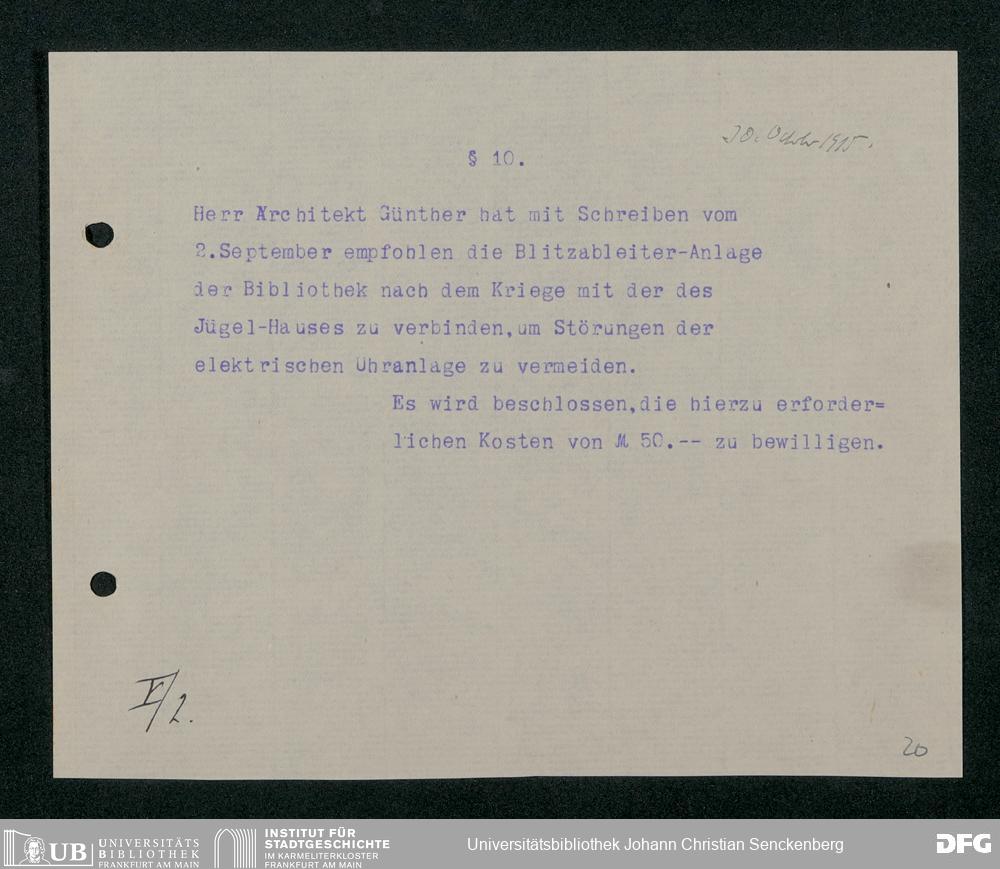 30. Oktober 1915.
§ 10.
Herr Architekt Günther hat mit Schreiben vom
2.September empfohlen die Blitzableiter-Anlage
der Bibliothek nach dem Kriege mit der des
Jügel-Hauses zu verbinden,um Störungen der
elektrischen Uhranlage zu vermeiden.
Es wird beschlossen,die hierzu erforder=
lichen Kosten von M 50.-- zu bewilligen.
V/2.
20
UB UNIVERSITÄTS
BIBLIOTHEK
FRANKFURT AM MAIN
INSTITUT FÜR
STADTGESCHICHTE
IM KARMELITERKLOSTER
FRANKFURT AM MAIN
Universitätsbibliothek Johann Christian Senckenberg
DFG